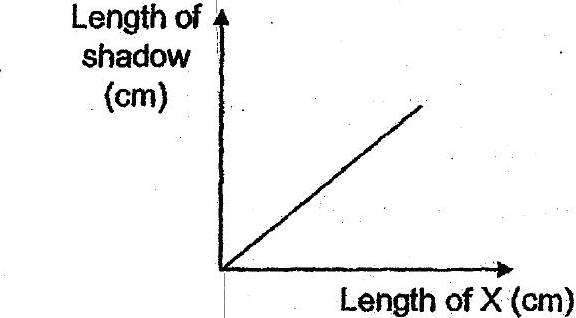 Length of
shadow
(cm)
Length of X (cm)